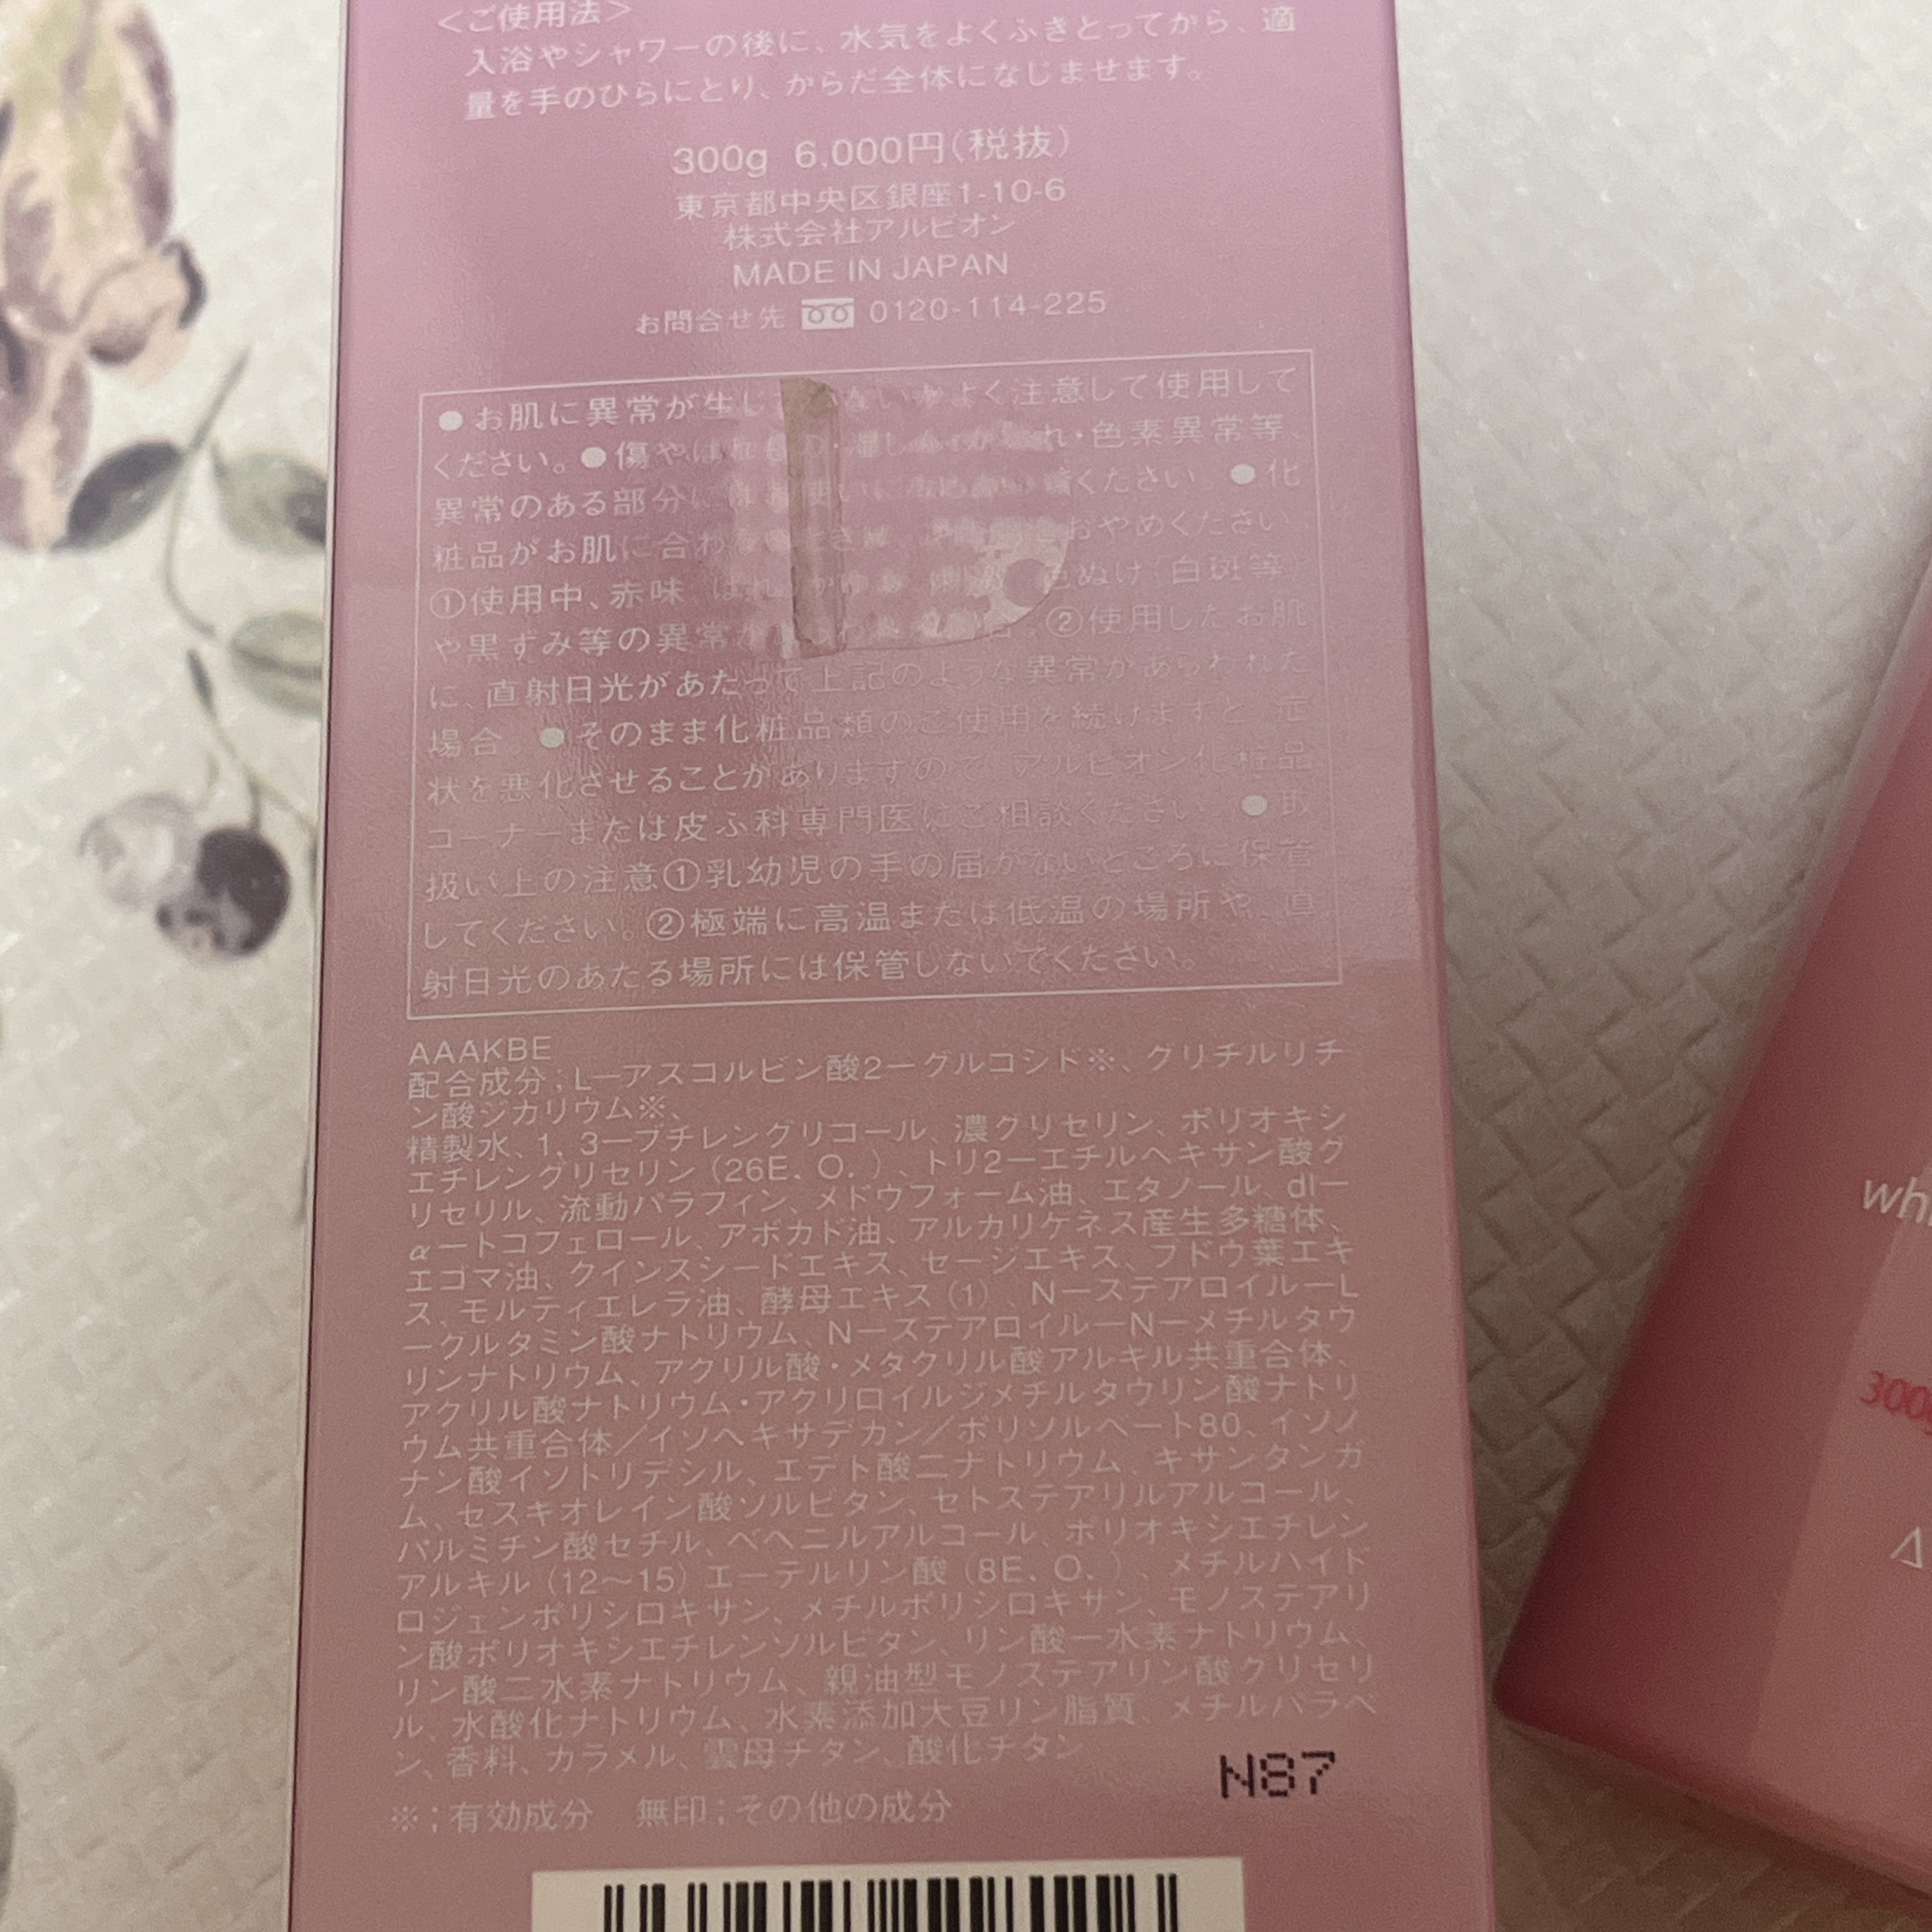 ＜ご使用法＞
入浴やシャワーの後に、水気をよくふきとってから、適
量を手のひらにとり、からだ全体になじませます。
300g 6,000円(税抜)
東京都中央区銀座1-10-6
株式会社アルビオン
MADE IN JAPAN
お問合せ先 0120-114-225
●お肌に異常が生じ ないかよく注意して使用して
ください。●傷やはれもの・湿しん・かぶれ・色素異常等、
異常のある部分にはお使いにならないでください。●化
粧品がお肌に合わないとき おやめください。
①使用中、赤味、はれ、かゆみ、刺激、色ぬけ(白斑等)
や黒ずみ等の異常があらわれた場合。②使用したお肌
に、直射日光があたって上記のような異常があらわれた
場合。●そのまま化粧品類のご使用を続けますと、症
状を悪化させることがありますので、アルビオン化粧品
コーナーまたは皮ふ科専門医にご相談ください。●取
扱い上の注意①乳幼児の手の届かないところに保管
してください。②極端に高温または低温の場所や、直
射日光のあたる場所には保管しないでください。
AAAKBE
配合成分；L－アスコルビン酸2－グルコシド※、グリチルリチ
ン酸ジカリウム※、
精製水、1，3－ブチレングリコール、濃グリセリン、ポリオキシ
エチレングリセリン（26E．O．）、トリ2－エチルヘキサン酸グ
リセリル、流動パラフィン、メドウフォーム油、エタノール、dl－
α－トコフェロール、アボカド油、アルカリゲネス産生多糖体、
エゴマ油、クインスシードエキス、セージエキス、ブドウ葉エキ
ス、モルティエレラ油、酵母エキス（1）、N－ステアロイル－L
－グルタミン酸ナトリウム、N－ステアロイル－N－メチルタウ
リンナトリウム、アクリル酸・メタクリル酸アルキル共重合体、
アクリル酸ナトリウム・アクリロイルジメチルタウリン酸ナトリ
ウム共重合体／イソヘキサデカン／ポリソルベート80、イソノ
ナン酸イソトリデシル、エデト酸二ナトリウム、キサンタンガ
ム、セスキオレイン酸ソルビタン、セトステアリルアルコール、
パルミチン酸セチル、ベヘニルアルコール、ポリオキシエチレン
アルキル（12～15）エーテルリン酸（8E．O．）、メチルハイド
ロジェンポリシロキサン、メチルポリシロキサン、モノステアリ
ン酸ポリオキシエチレンソルビタン、リン酸一水素ナトリウム、
リン酸二水素ナトリウム、親油型モノステアリン酸グリセリ
ル、水酸化ナトリウム、水素添加大豆リン脂質、メチルパラベ
ン、香料、カラメル、雲母チタン、酸化チタン
※；有効成分 無印；その他の成分
N87
300g